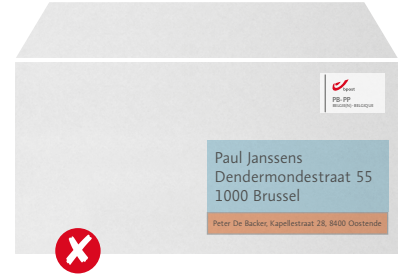 bpost
PB-PP
BELGIE(N) - BELGIQUE
Paul Janssens
Dendermondestraat 55
1000 Brussel
Peter De Backer, Kapellestraat 28, 8400 Oostende